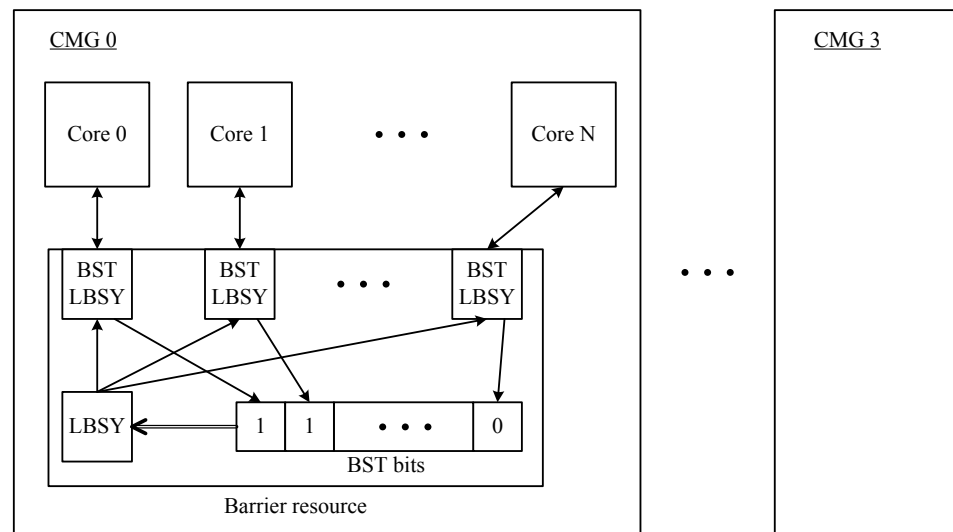 CMG 0
CMG 3
Core 0
Core 1
• • •
Core N
BST
LBSY
BST
LBSY
• • •
BST
LBSY
• • •
LBSY
1
1
• • •
0
BST bits
Barrier resource